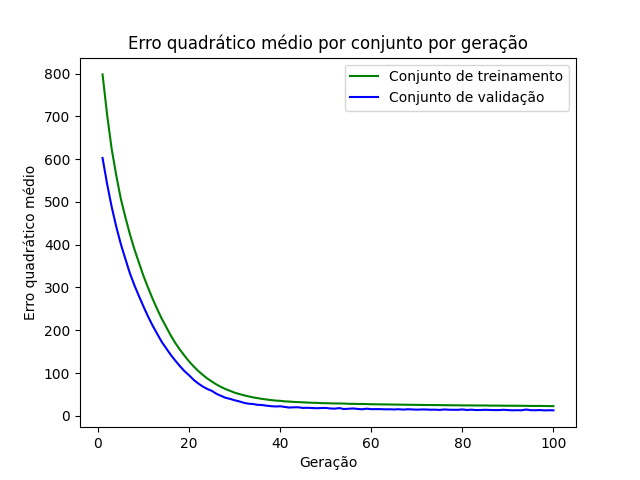 Erro quadrático médio por conjunto por geração
Conjunto de treinamento
Conjunto de validação
Erro quadrático médio
800
700
600
500
400
300
200
100
0
0 20 40 60 80 100
Geração